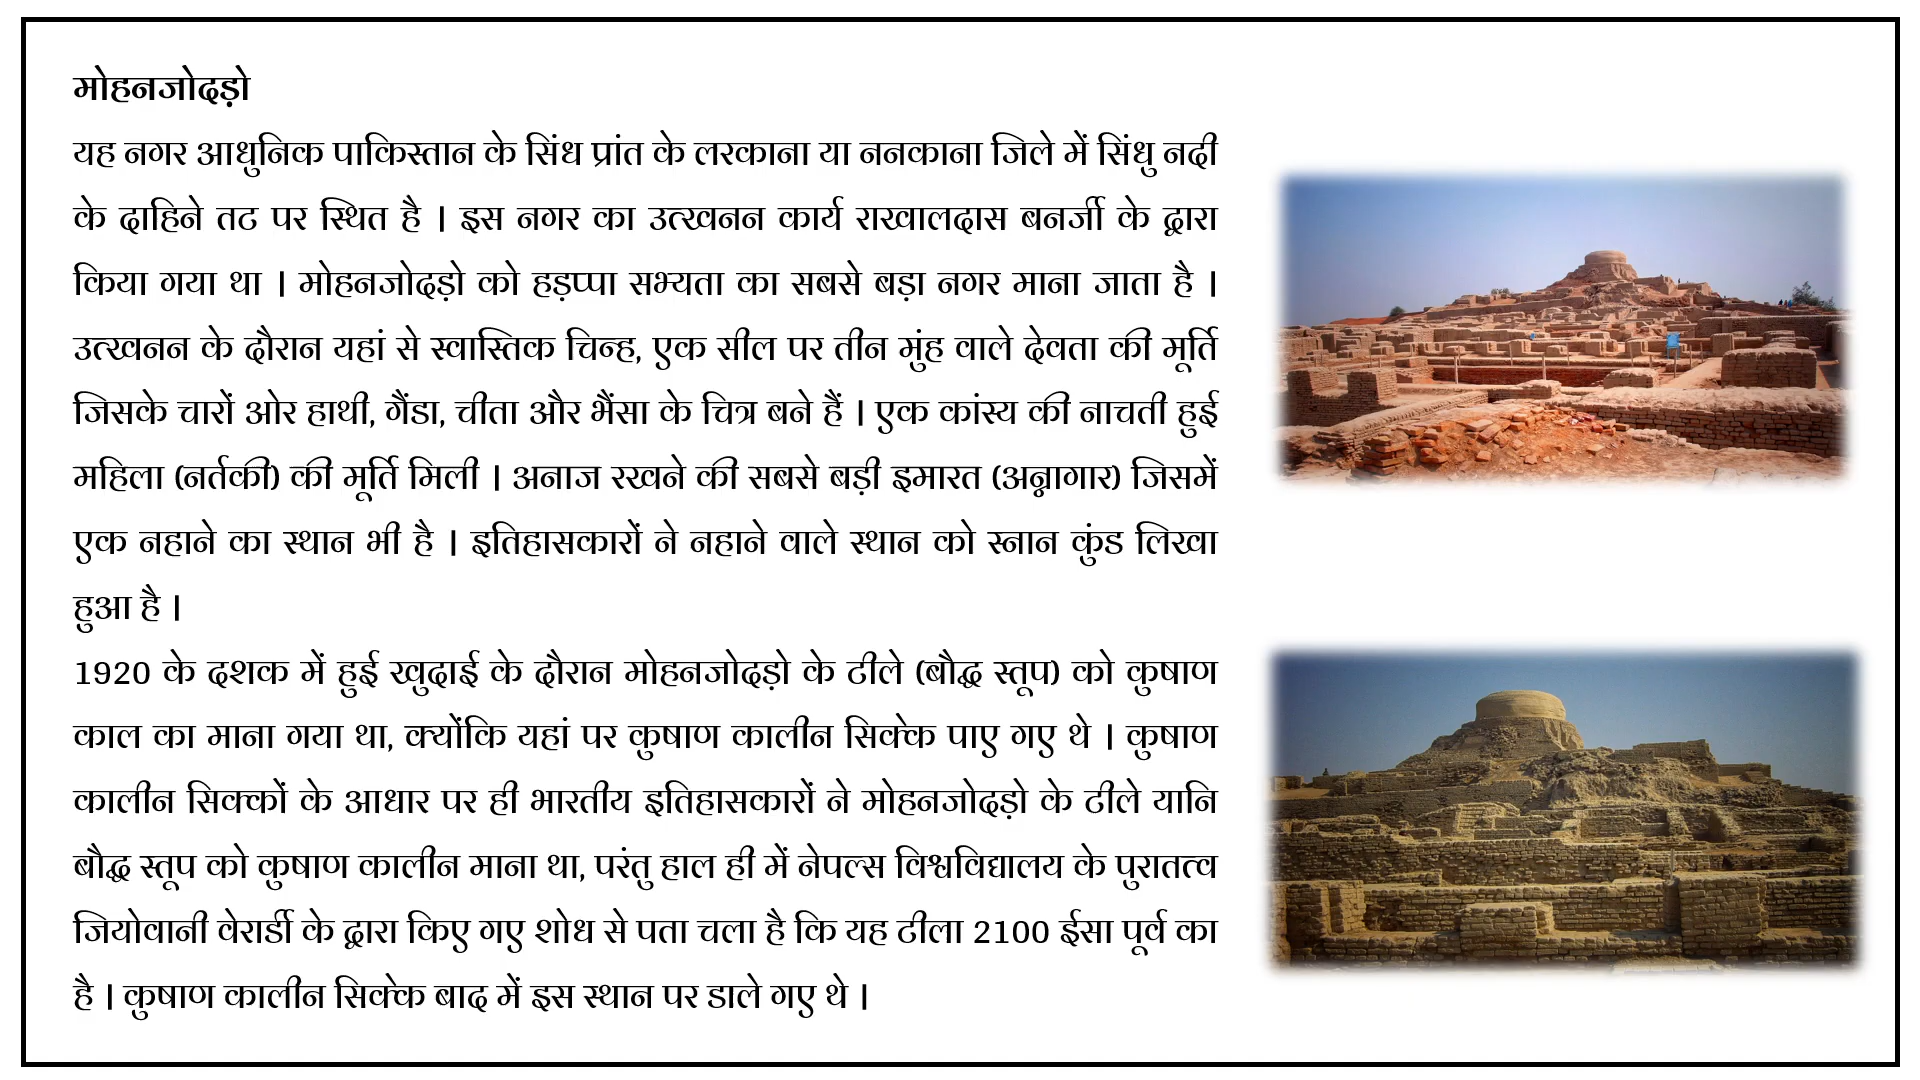 मोहनजोदड़ो
यह नगर आधुनिक पाकिस्तान के सिंध प्रांत के लरकाना या ननकाना जिले में सिंधु नदी
के दाहिने तट पर स्थित है । इस नगर का उत्खनन कार्य राखालदास बनर्जी के द्वारा
किया गया था । मोहनजोदड़ो को हड़प्पा सभ्यता का सबसे बड़ा नगर माना जाता है ।
उत्खनन के दौरान यहां से स्वास्तिक चिन्ह, एक सील पर तीन मुंह वाले देवता की मूर्ति
जिसके चारों ओर हाथी, गैंडा, चीता और भैंसा के चित्र बने हैं । एक कांस्य की नाचती हुई
महिला (नर्तकी) की मूर्ति मिली । अनाज रखने की सबसे बड़ी इमारत (अन्नागार) जिसमें
एक नहाने का स्थान भी है । इतिहासकारों ने नहाने वाले स्थान को स्नान कुंड लिखा
हुआ है ।
1920 के दशक में हुई खुदाई के दौरान मोहनजोदड़ो के टीले (बौद्ध स्तूप) को कुषाण
काल का माना गया था, क्योंकि यहां पर कुषाण कालीन सिक्के पाए गए थे । कुषाण
कालीन सिक्कों के आधार पर ही भारतीय इतिहासकारों ने मोहनजोदड़ो के टीले यानि
बौद्ध स्तूप को कुषाण कालीन माना था, परंतु हाल ही में नेपल्स विश्वविद्यालय के पुरातत्व
जियोवानी वेरार्डी के द्वारा किए गए शोध से पता चला है कि यह टीला 2100 ईसा पूर्व का
है । कुषाण कालीन सिक्के बाद में इस स्थान पर डाले गए थे ।